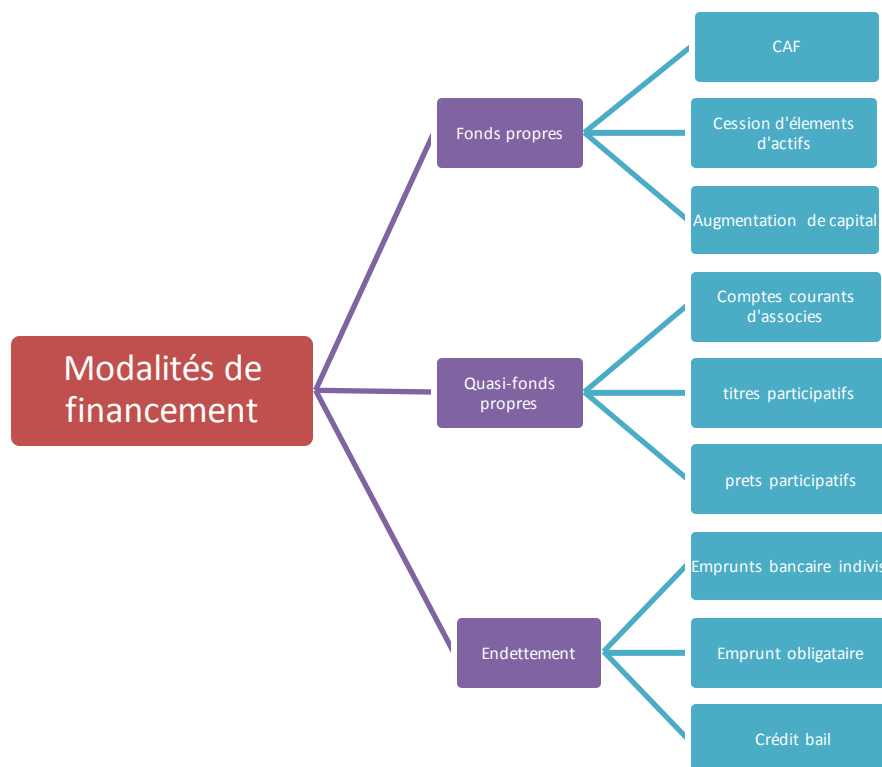 Modalités de
financement
Fonds propres
CAF
Cession d'élements
d'actifs
Augmentation de capital
Quasi-fonds
propres
Comptes courants
d'associes
titres participatifs
prets participatifs
Endettement
Emprunts bancaire indivis
Emprunt obligataire
Crédit bail